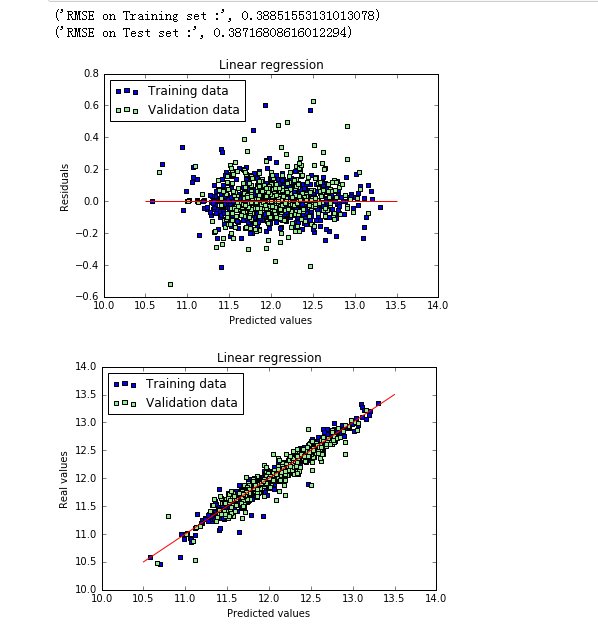 ('RMSE on Training set :', 0.38851553131013078)
('RMSE on Test set :', 0.38716808616012294)
Linear regression
0.8
0.6
0.4
0.2
0.0
−0.2
−0.4
−0.6
Residuals
Training data
Validation data
10.0 10.5 11.0 11.5 12.0 12.5 13.0 13.5 14.0
Predicted values
Linear regression
14.0
13.5
13.0
12.5
12.0
11.5
11.0
10.5
10.0
Real values
Training data
Validation data
10.0 10.5 11.0 11.5 12.0 12.5 13.0 13.5 14.0
Predicted values